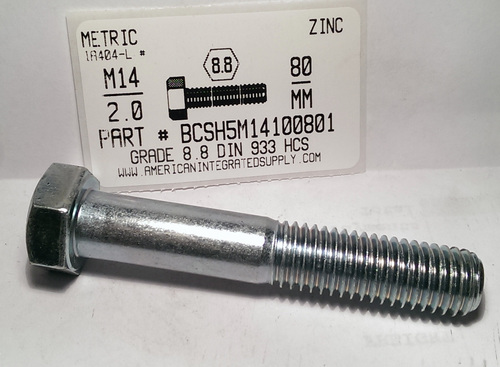 METRIC
ZINC
18404-L #
8.8
M14
80
2.0
MM
PART # BCSH5M14100801
GRADE 8.8 DIN 933 HCS
WWW.AMERICANINTEGRATEDSUPPLY.COM